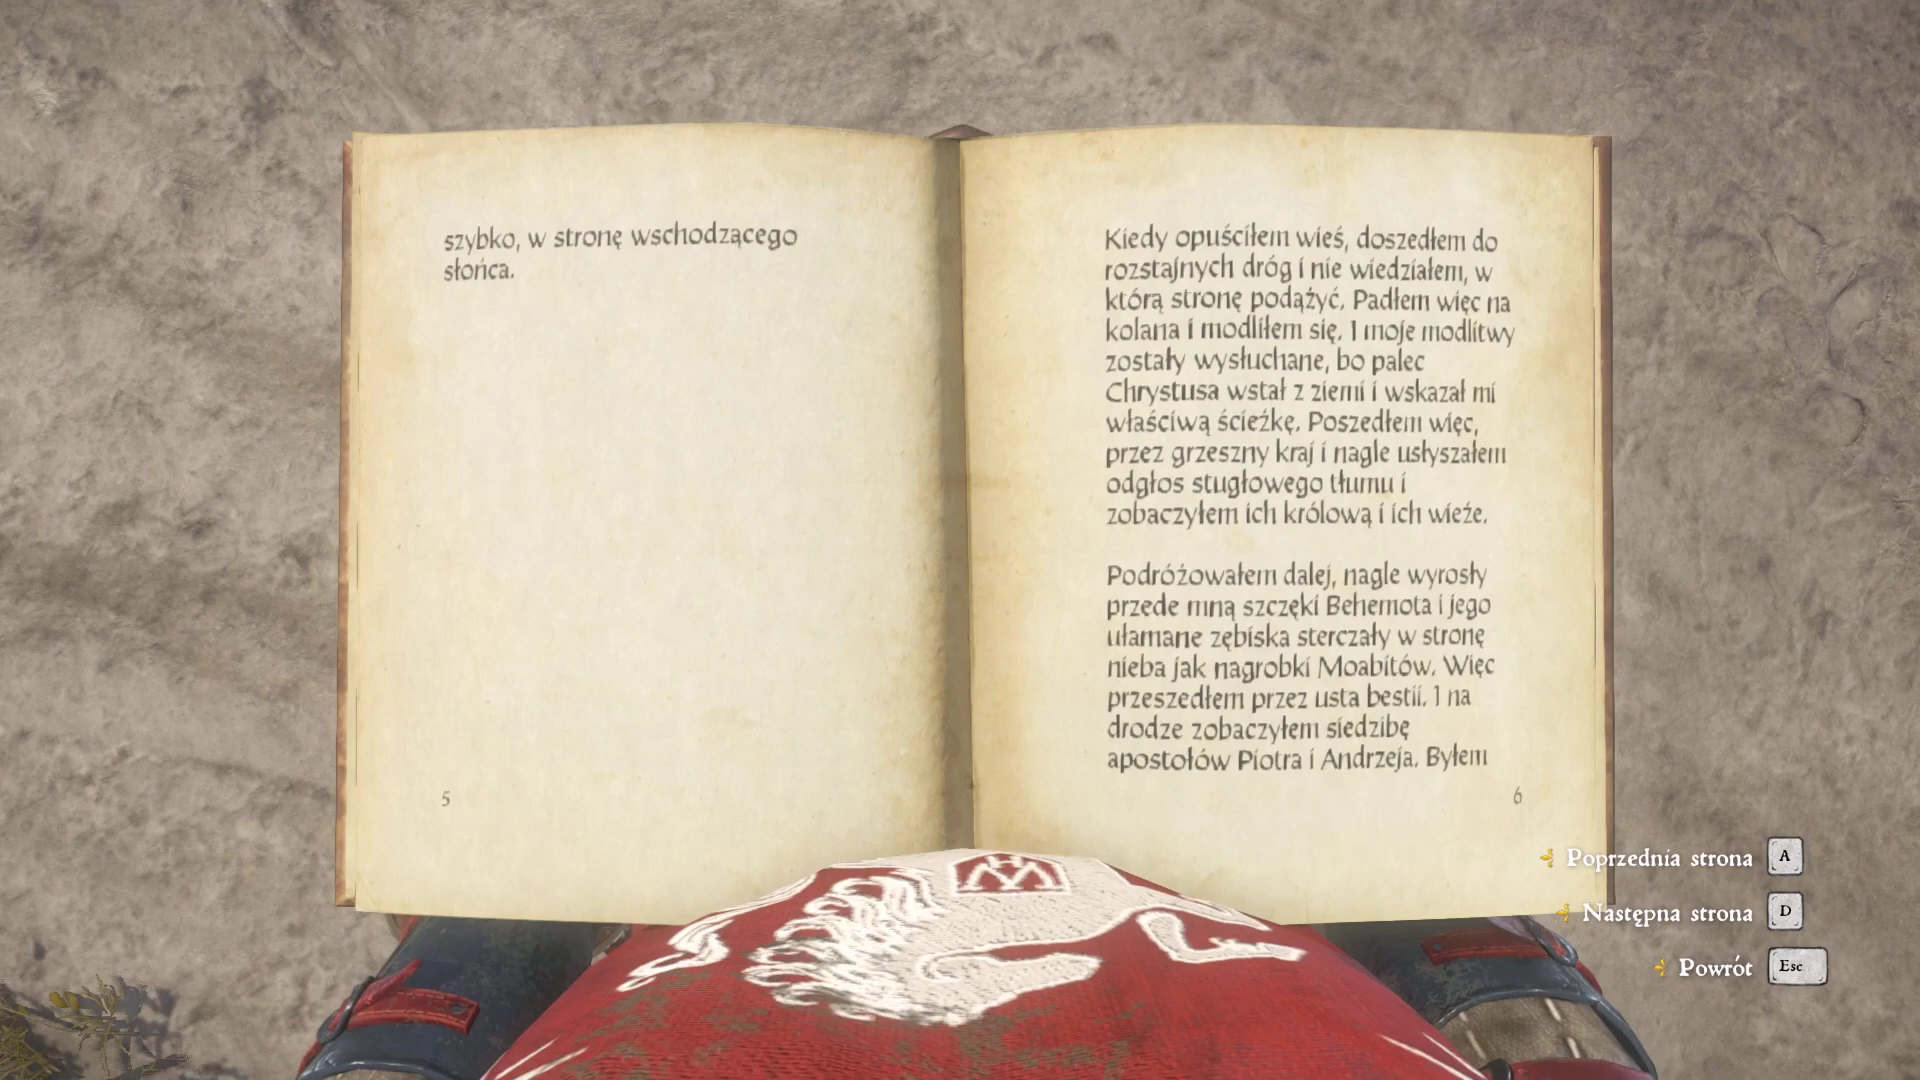 szybko, w stronę wschodzącego
słońca.
5
Kiedy opuściłem wieś, doszedłem do
rozstajnych dróg i nie wiedziałem, w
którą stronę podążyć. Padłem więc na
kolana i modliłem się. I moje modlitwy
zostały wysłuchane, bo palec
Chrystusa wstał z ziemi i wskazał mi
właściwą ścieżkę. Poszedłem więc,
przez grzeszny kraj i nagle usłyszałem
odgłos stugłowego tłumu i
zobaczyłem ich królową i ich wieże.
Podróżowałem dalej, nagle wyrosły
przede mną szczęki Behemota i jego
ułamane zębiska sterczały w stronę
nieba jak nagrobki Moabitów. Więc
przeszedłem przez usta bestii. I na
drodze zobaczyłem siedzibę
apostołów Piotra i Andrzeja. Byłem
6
Poprzednia strona A
Następna strona D
Powrót Esc